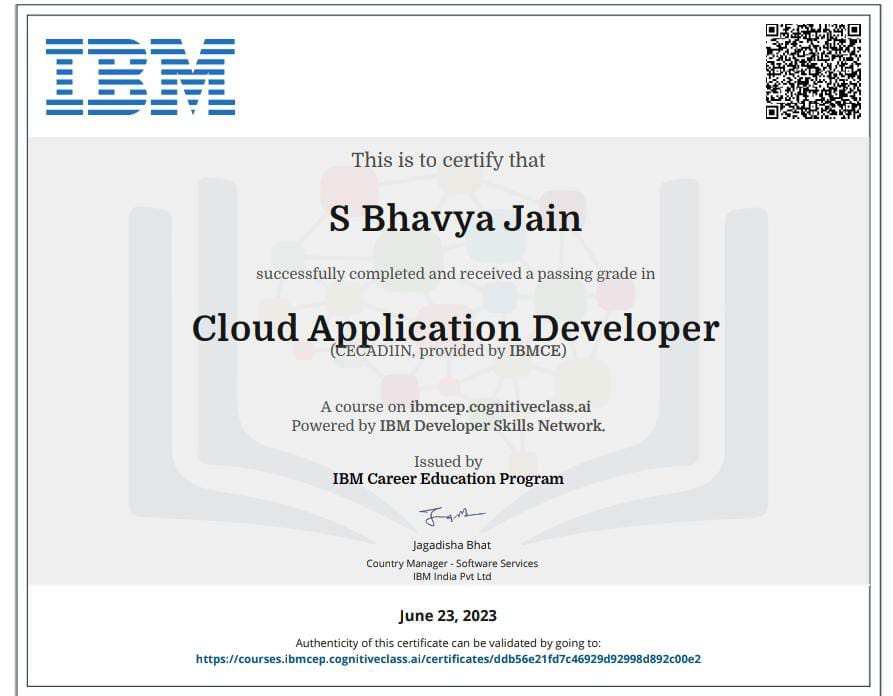 IBM
This is to certify that
S Bhavya Jain
successfully completed and received a passing grade in
Cloud Application Developer
(CECAD1IN, provided by IBMCE)
A course on ibmcep.cognitiveclass.ai
Powered by IBM Developer Skills Network.
Issued by
IBM Career Education Program
Jagadisha Bhat
Country Manager - Software Services
IBM India Pvt Ltd
June 23, 2023
Authenticity of this certificate can be validated by going to:
https://courses.ibmcep.cognitiveclass.ai/certificates/ddb56e21fd7c46929d92998d892c00e2